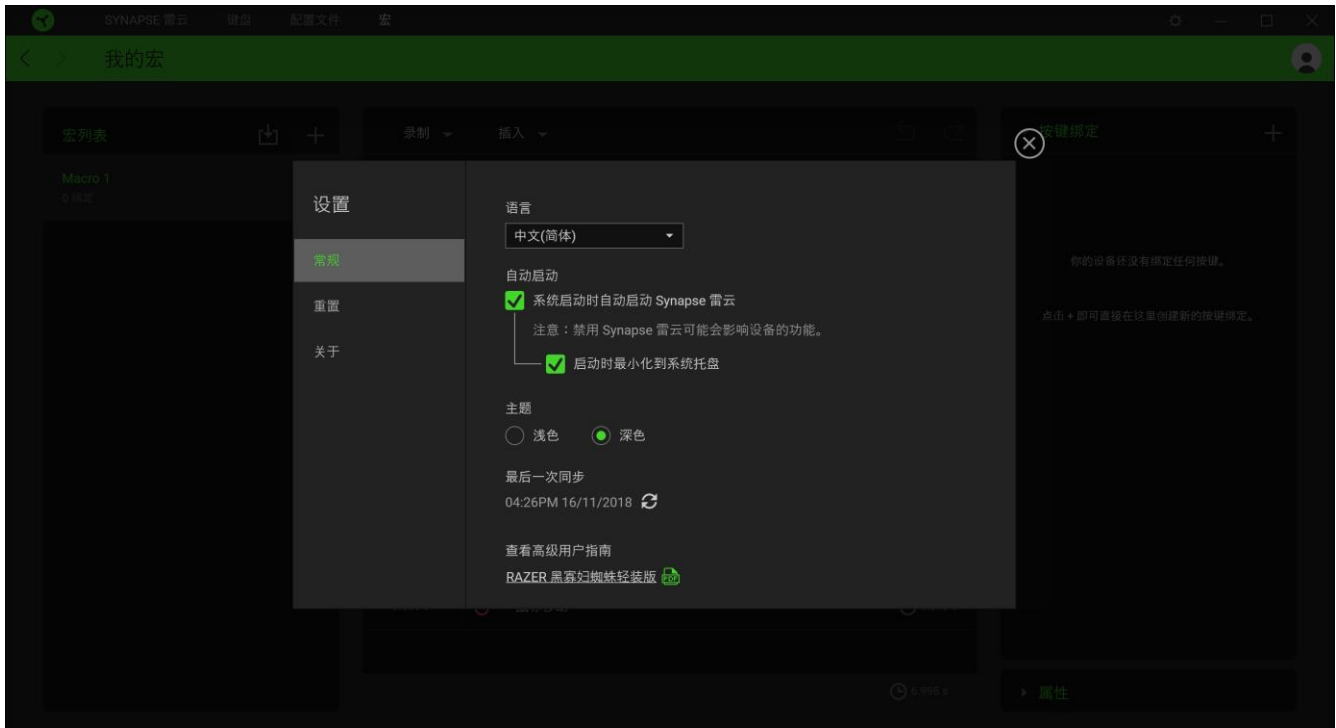 SYNAPSE 雷云 键盘 配置文件 宏
我的宏
宏列表
录制 插入
按键绑定
Macro 1
0 绑定
设置
常规
重置
关于
语言
中文(简体)
自动启动
系统启动时自动启动 Synapse 雷云
注意：禁用 Synapse 雷云可能会影响设备的功能。
启动时最小化到系统托盘
主题
浅色 深色
最后一次同步
04:26PM 16/11/2018
查看高级用户指南
RAZER 黑寡妇蜘蛛轻装版
PDF
你的设备还没有绑定任何按键。
点击 + 即可直接在这里创建新的按键绑定。
6.995 s
属性